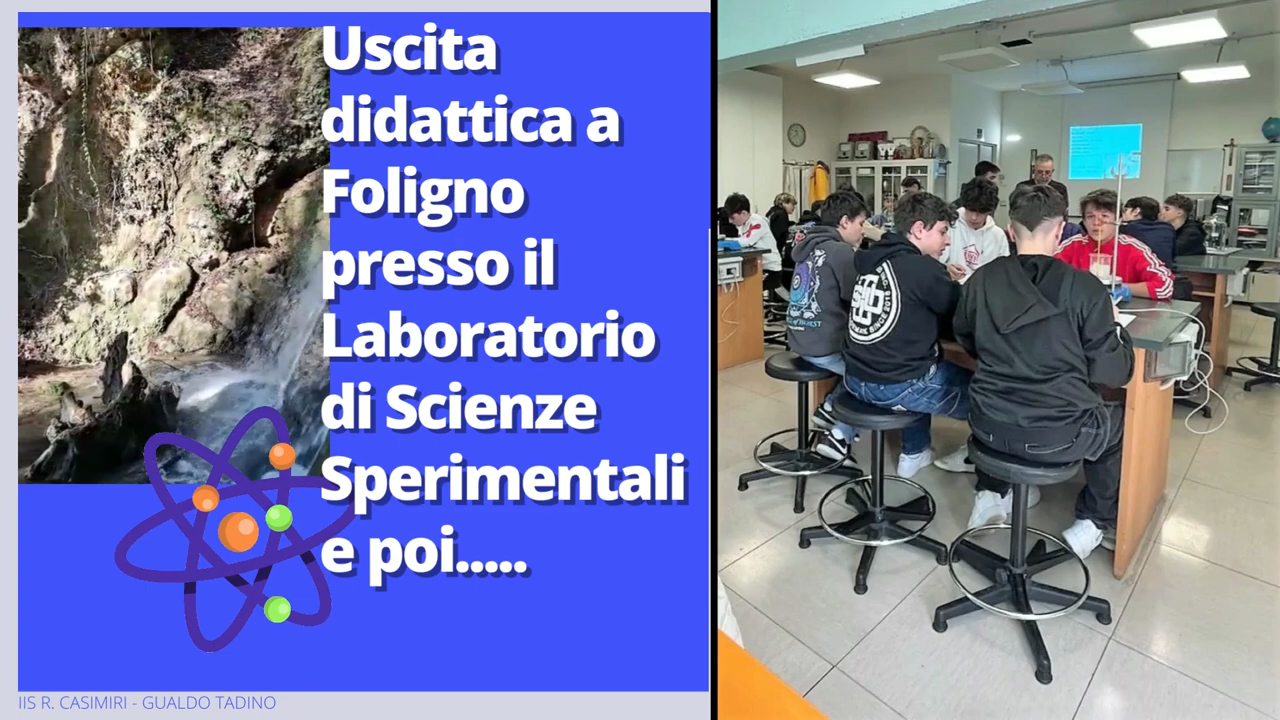 Uscita
didattica a
Foligno
presso il
Laboratorio
di Scienze
Sperimentali
e poi.....
IIS R. CASIMIRI - GUALDO TADINO